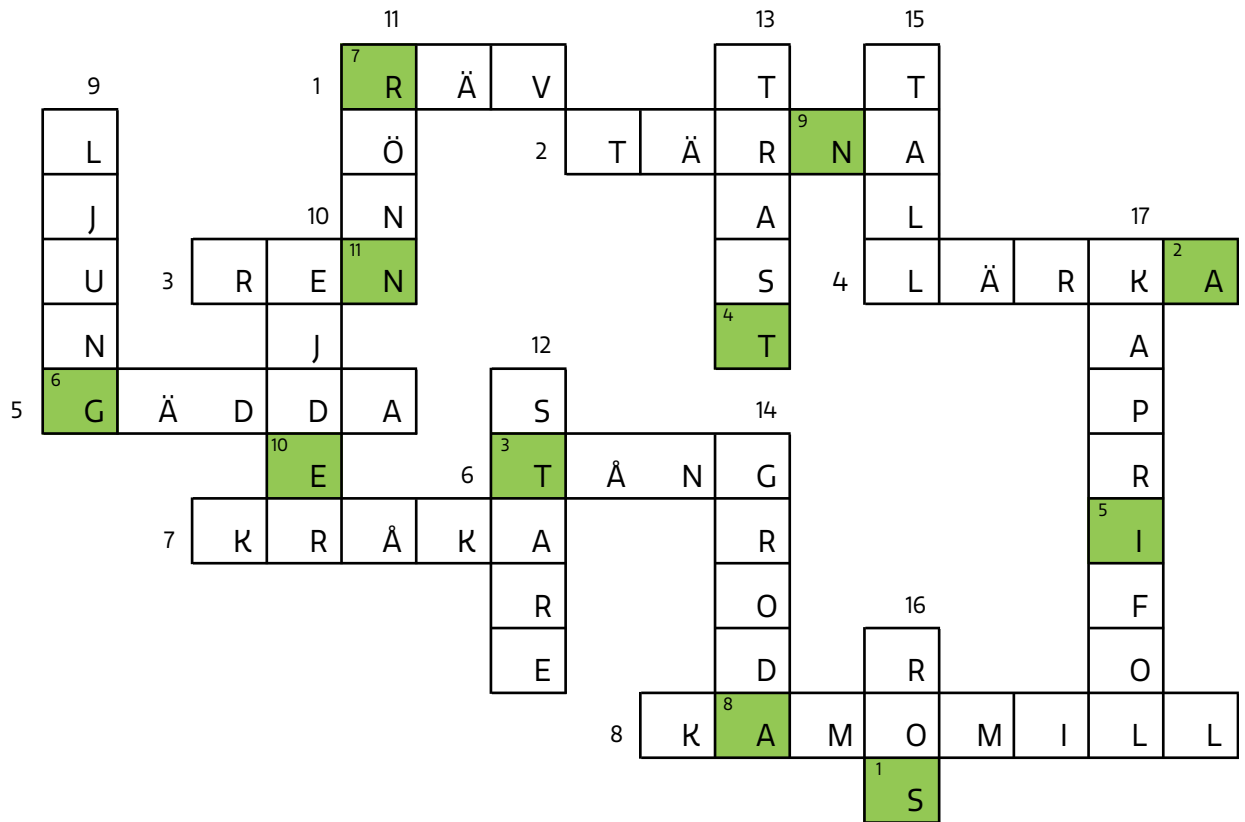 11 13 15
9 1 7 R Ä V T T
L Ö 2 T Ä R 9 N A
J 10 N A L 17
U 3 R E 11 N S 4 L Ä R K 2 A
N J 12 4 T A
5 6 G Ä D D A S 14 P
10 E 6 3 T Å N G R
7 K R Å K A R 5 I
R O 16 F
E D R O
8 K 8 A M O M I L L
1 S